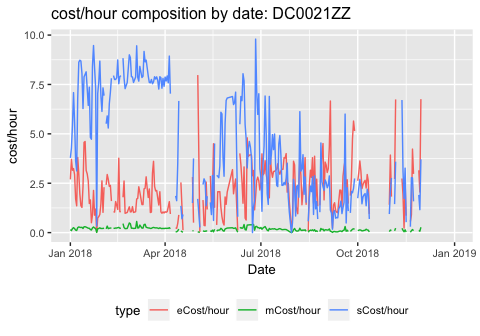 cost/hour composition by date: DC0021ZZ
cost/hour
10.0
7.5
5.0
2.5
0.0
Jan 2018
Apr 2018
Jul 2018
Oct 2018
Jan 2019
Date
type
eCost/hour
mCost/hour
sCost/hour